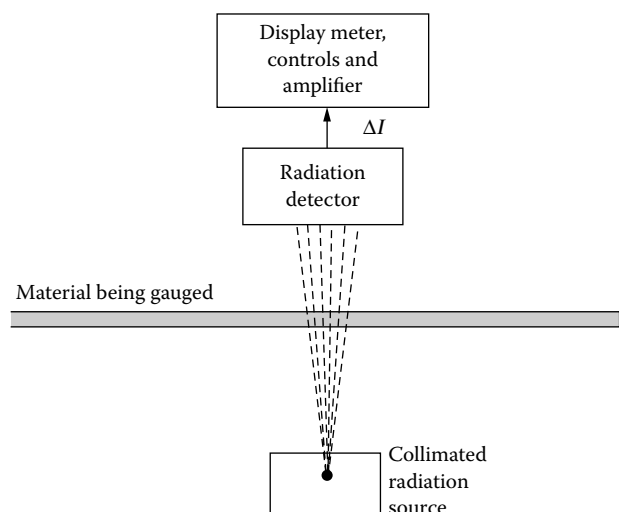 Display meter,
controls and
amplifier
ΔI
Radiation
detector
Material being gauged
Collimated
radiation
source